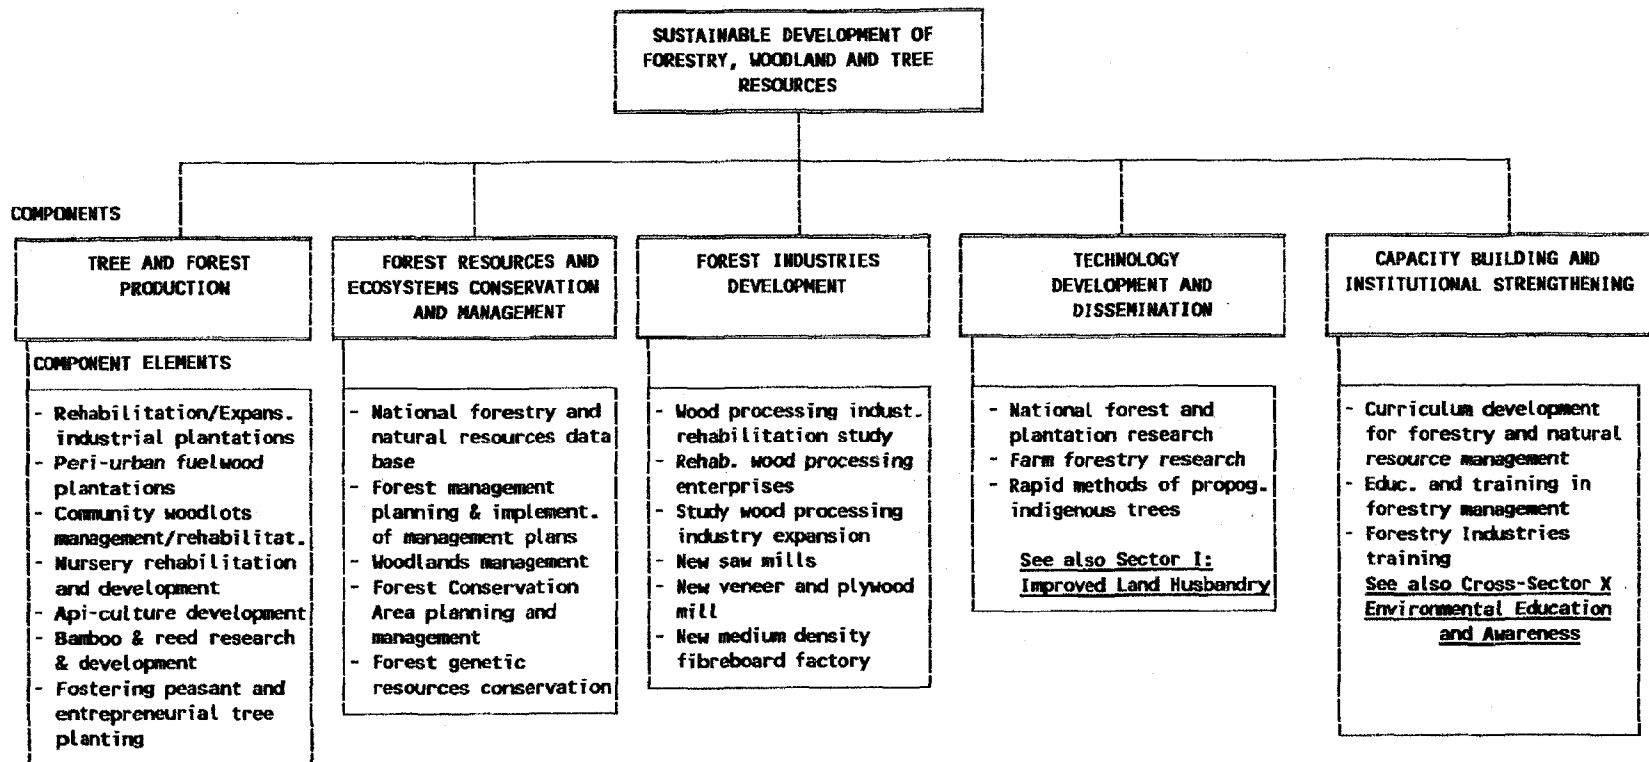 SUSTAINABLE DEVELOPMENT OF
FORESTRY, WOODLAND AND TREE
RESOURCES
COMPONENTS
TREE AND FOREST
PRODUCTION
FOREST RESOURCES AND
ECOSYSTEMS CONSERVATION
AND MANAGEMENT
FOREST INDUSTRIES
DEVELOPMENT
TECHNOLOGY
DEVELOPMENT AND
DISSEMINATION
CAPACITY BUILDING AND
INSTITUTIONAL STRENGTHENING
COMPONENT ELEMENTS
- Rehabilitation/Expans.
industrial plantations
- Peri-urban fuelwood
plantations
- Community woodlots
management/rehabilitat.
- Nursery rehabilitation
and development
- Api-culture development
- Bamboo & reed research
& development
- Fostering peasant and
entrepreneurial tree
planting
- National forestry and
natural resources data
base
- Forest management
planning & implement.
of management plans
- Woodlands management
- Forest Conservation
Area planning and
management
- Forest genetic
resources conservation
- Wood processing indust.
rehabilitation study
- Rehab. wood processing
enterprises
- Study wood processing
industry expansion
- New saw mills
- New veneer and plywood
mill
- New medium density
fibreboard factory
- National forest and
plantation research
- Farm forestry research
- Rapid methods of propog.
indigenous trees
See also Sector I:
Improved Land Husbandry
- Curriculum development
for forestry and natural
resource management
- Educ. and training in
forestry management
- Forestry Industries
training
See also Cross-Sector X
Environmental Education
and Awareness